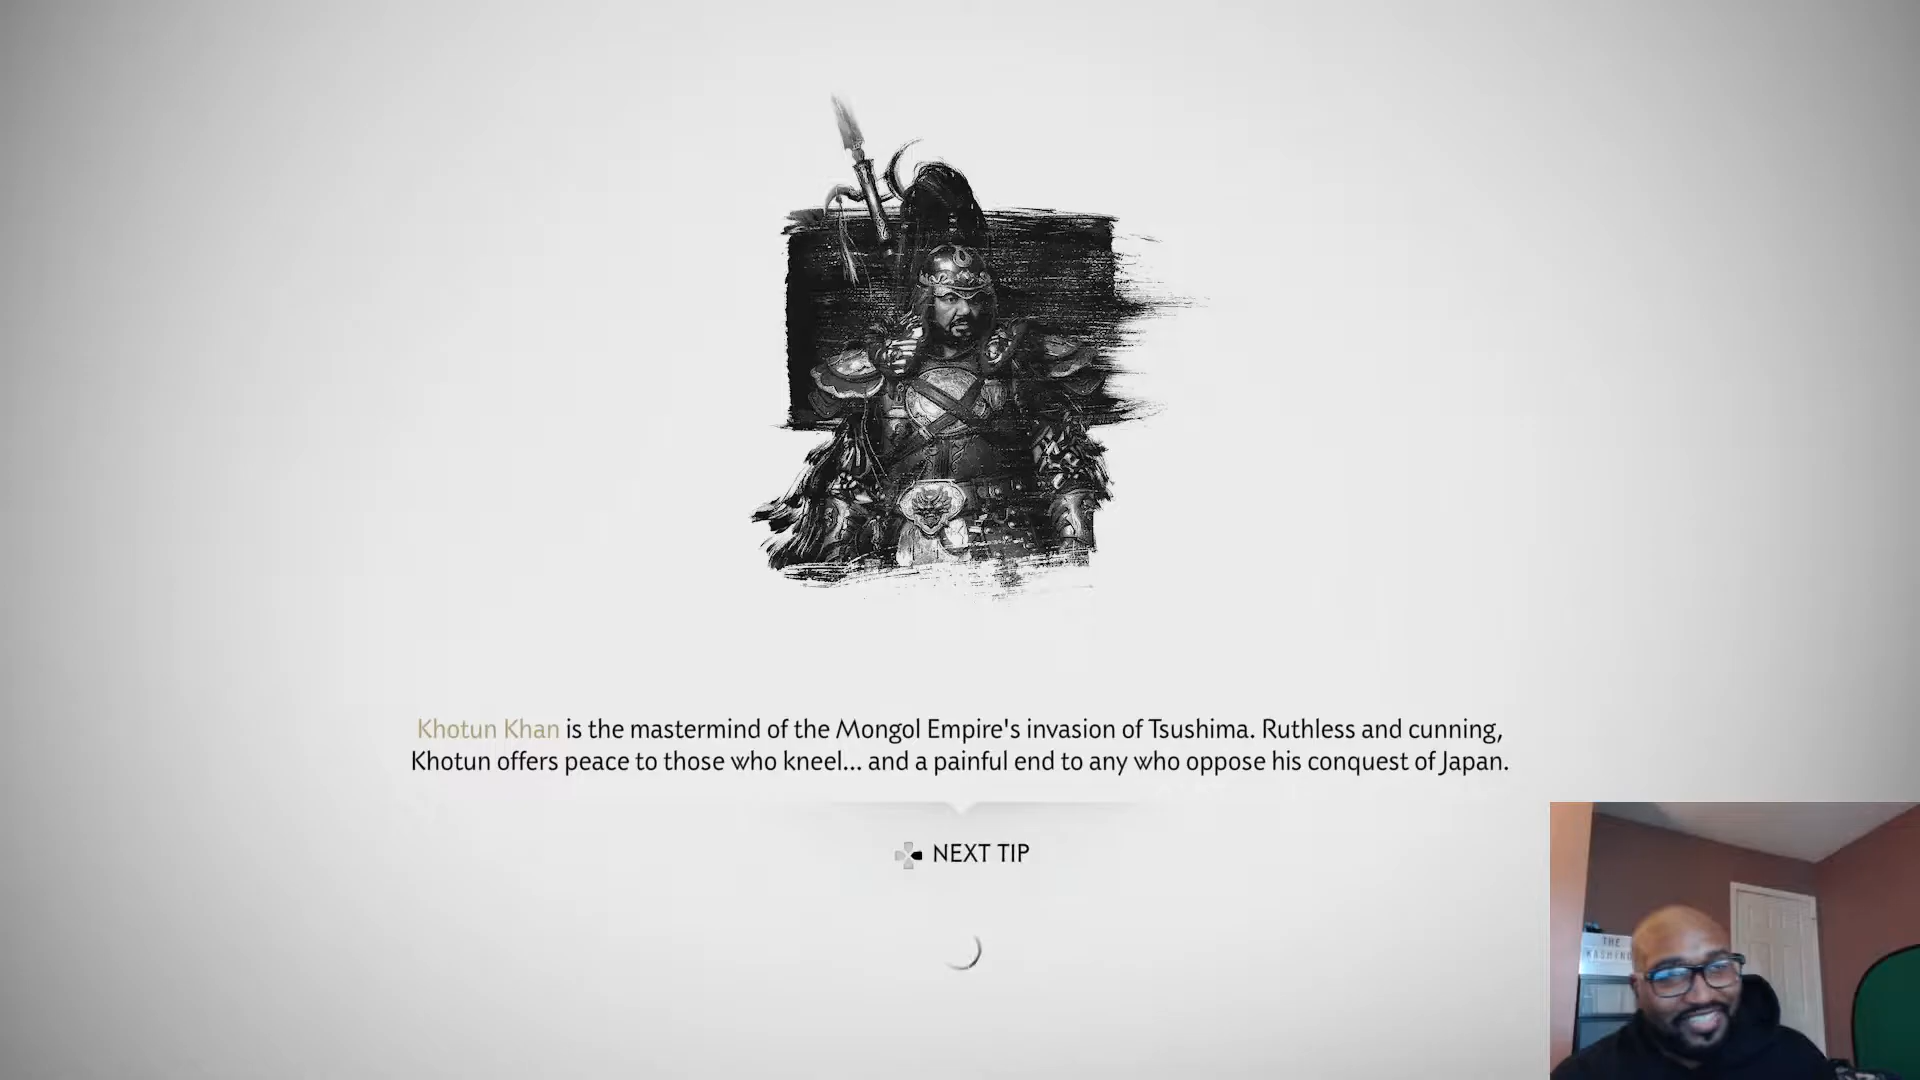 Khotun Khan is the mastermind of the Mongol Empire's invasion of Tsushima. Ruthless and cunning,
Khotun offers peace to those who kneel... and a painful end to any who oppose his conquest of Japan.
NEXT TIP
THE